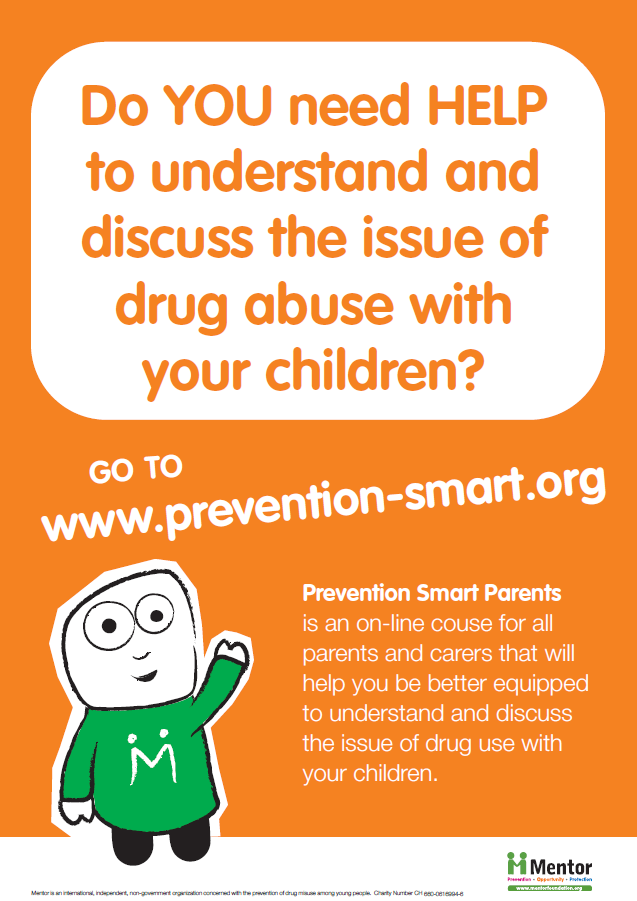 Do YOU need HELP
to understand and
discuss the issue of
drug abuse with
your children?
GO TO
www.prevention-smart.org
Prevention Smart Parents
is an on-line couse for all
parents and carers that will
help you be better equipped
to understand and discuss
the issue of drug use with
your children.
M
Mentor
Prevention • Opportunity • Protection
www.mentorfoundation.org
Mentor is an international, independent, non-government organization concerned with the prevention of drug misuse among young people. Charity Number CH 660-0816994-6